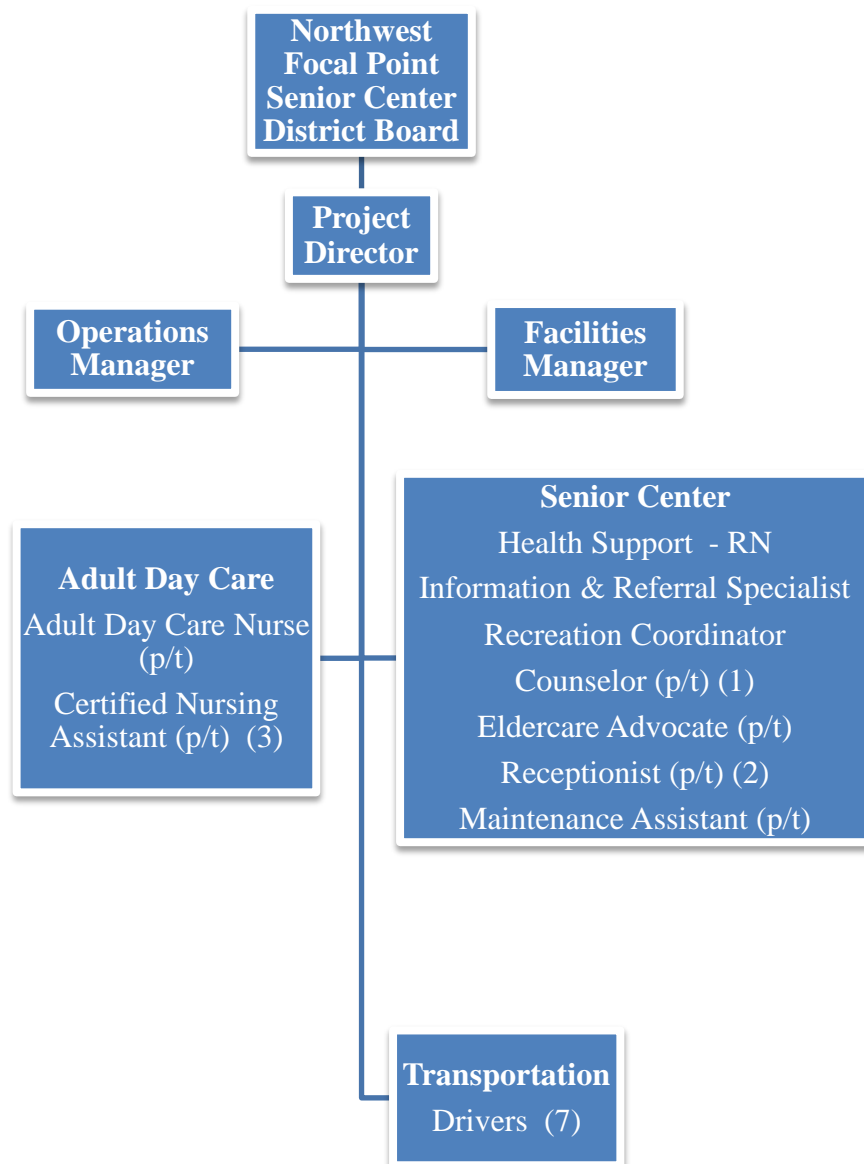 Northwest
Focal Point
Senior Center
District Board
Project
Director
Operations
Manager
Facilities
Manager
Adult Day Care
Adult Day Care Nurse
(p/t)
Certified Nursing
Assistant (p/t) (3)
Senior Center
Health Support - RN
Information & Referral Specialist
Recreation Coordinator
Counselor (p/t) (1)
Eldercare Advocate (p/t)
Receptionist (p/t) (2)
Maintenance Assistant (p/t)
Transportation
Drivers (7)